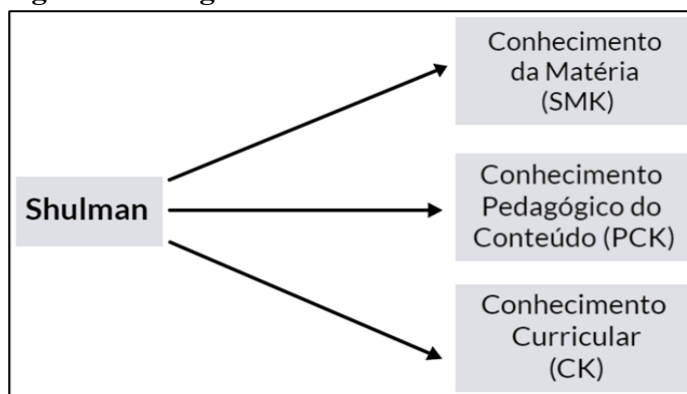 Shulman
Conhecimento
da Matéria
(SMK)
Conhecimento
Pedagógico do
Conteúdo (PCK)
Conhecimento
Curricular
(CK)